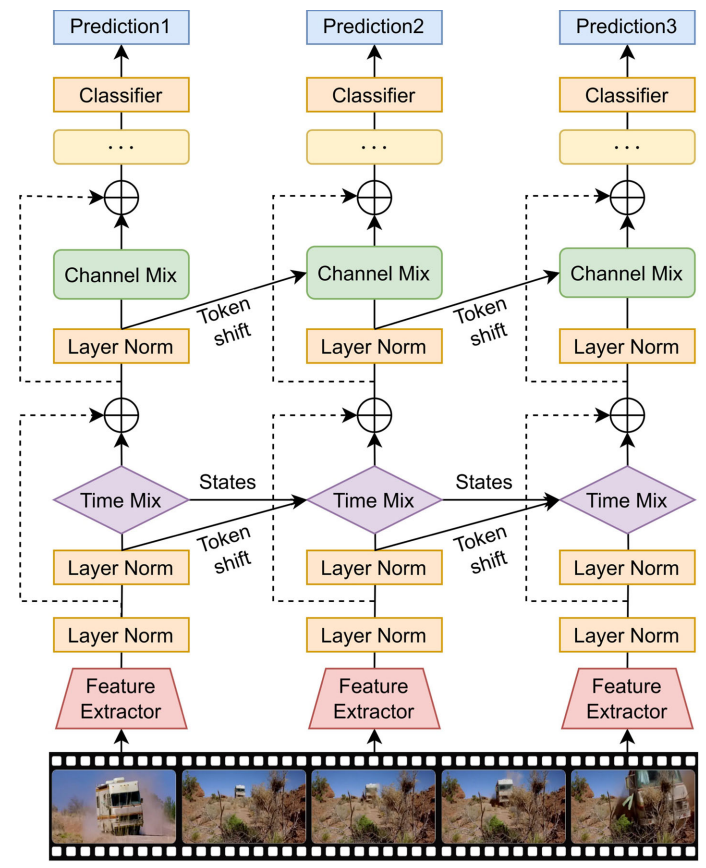 Prediction1 Prediction2 Prediction3
Classifier Classifier Classifier
... ... ...
Channel Mix Channel Mix Channel Mix
Token shift Token shift
Layer Norm Layer Norm Layer Norm
States States
Time Mix Time Mix Time Mix
Token shift Token shift
Layer Norm Layer Norm Layer Norm
Layer Norm Layer Norm Layer Norm
Feature Feature Feature
Extractor Extractor Extractor